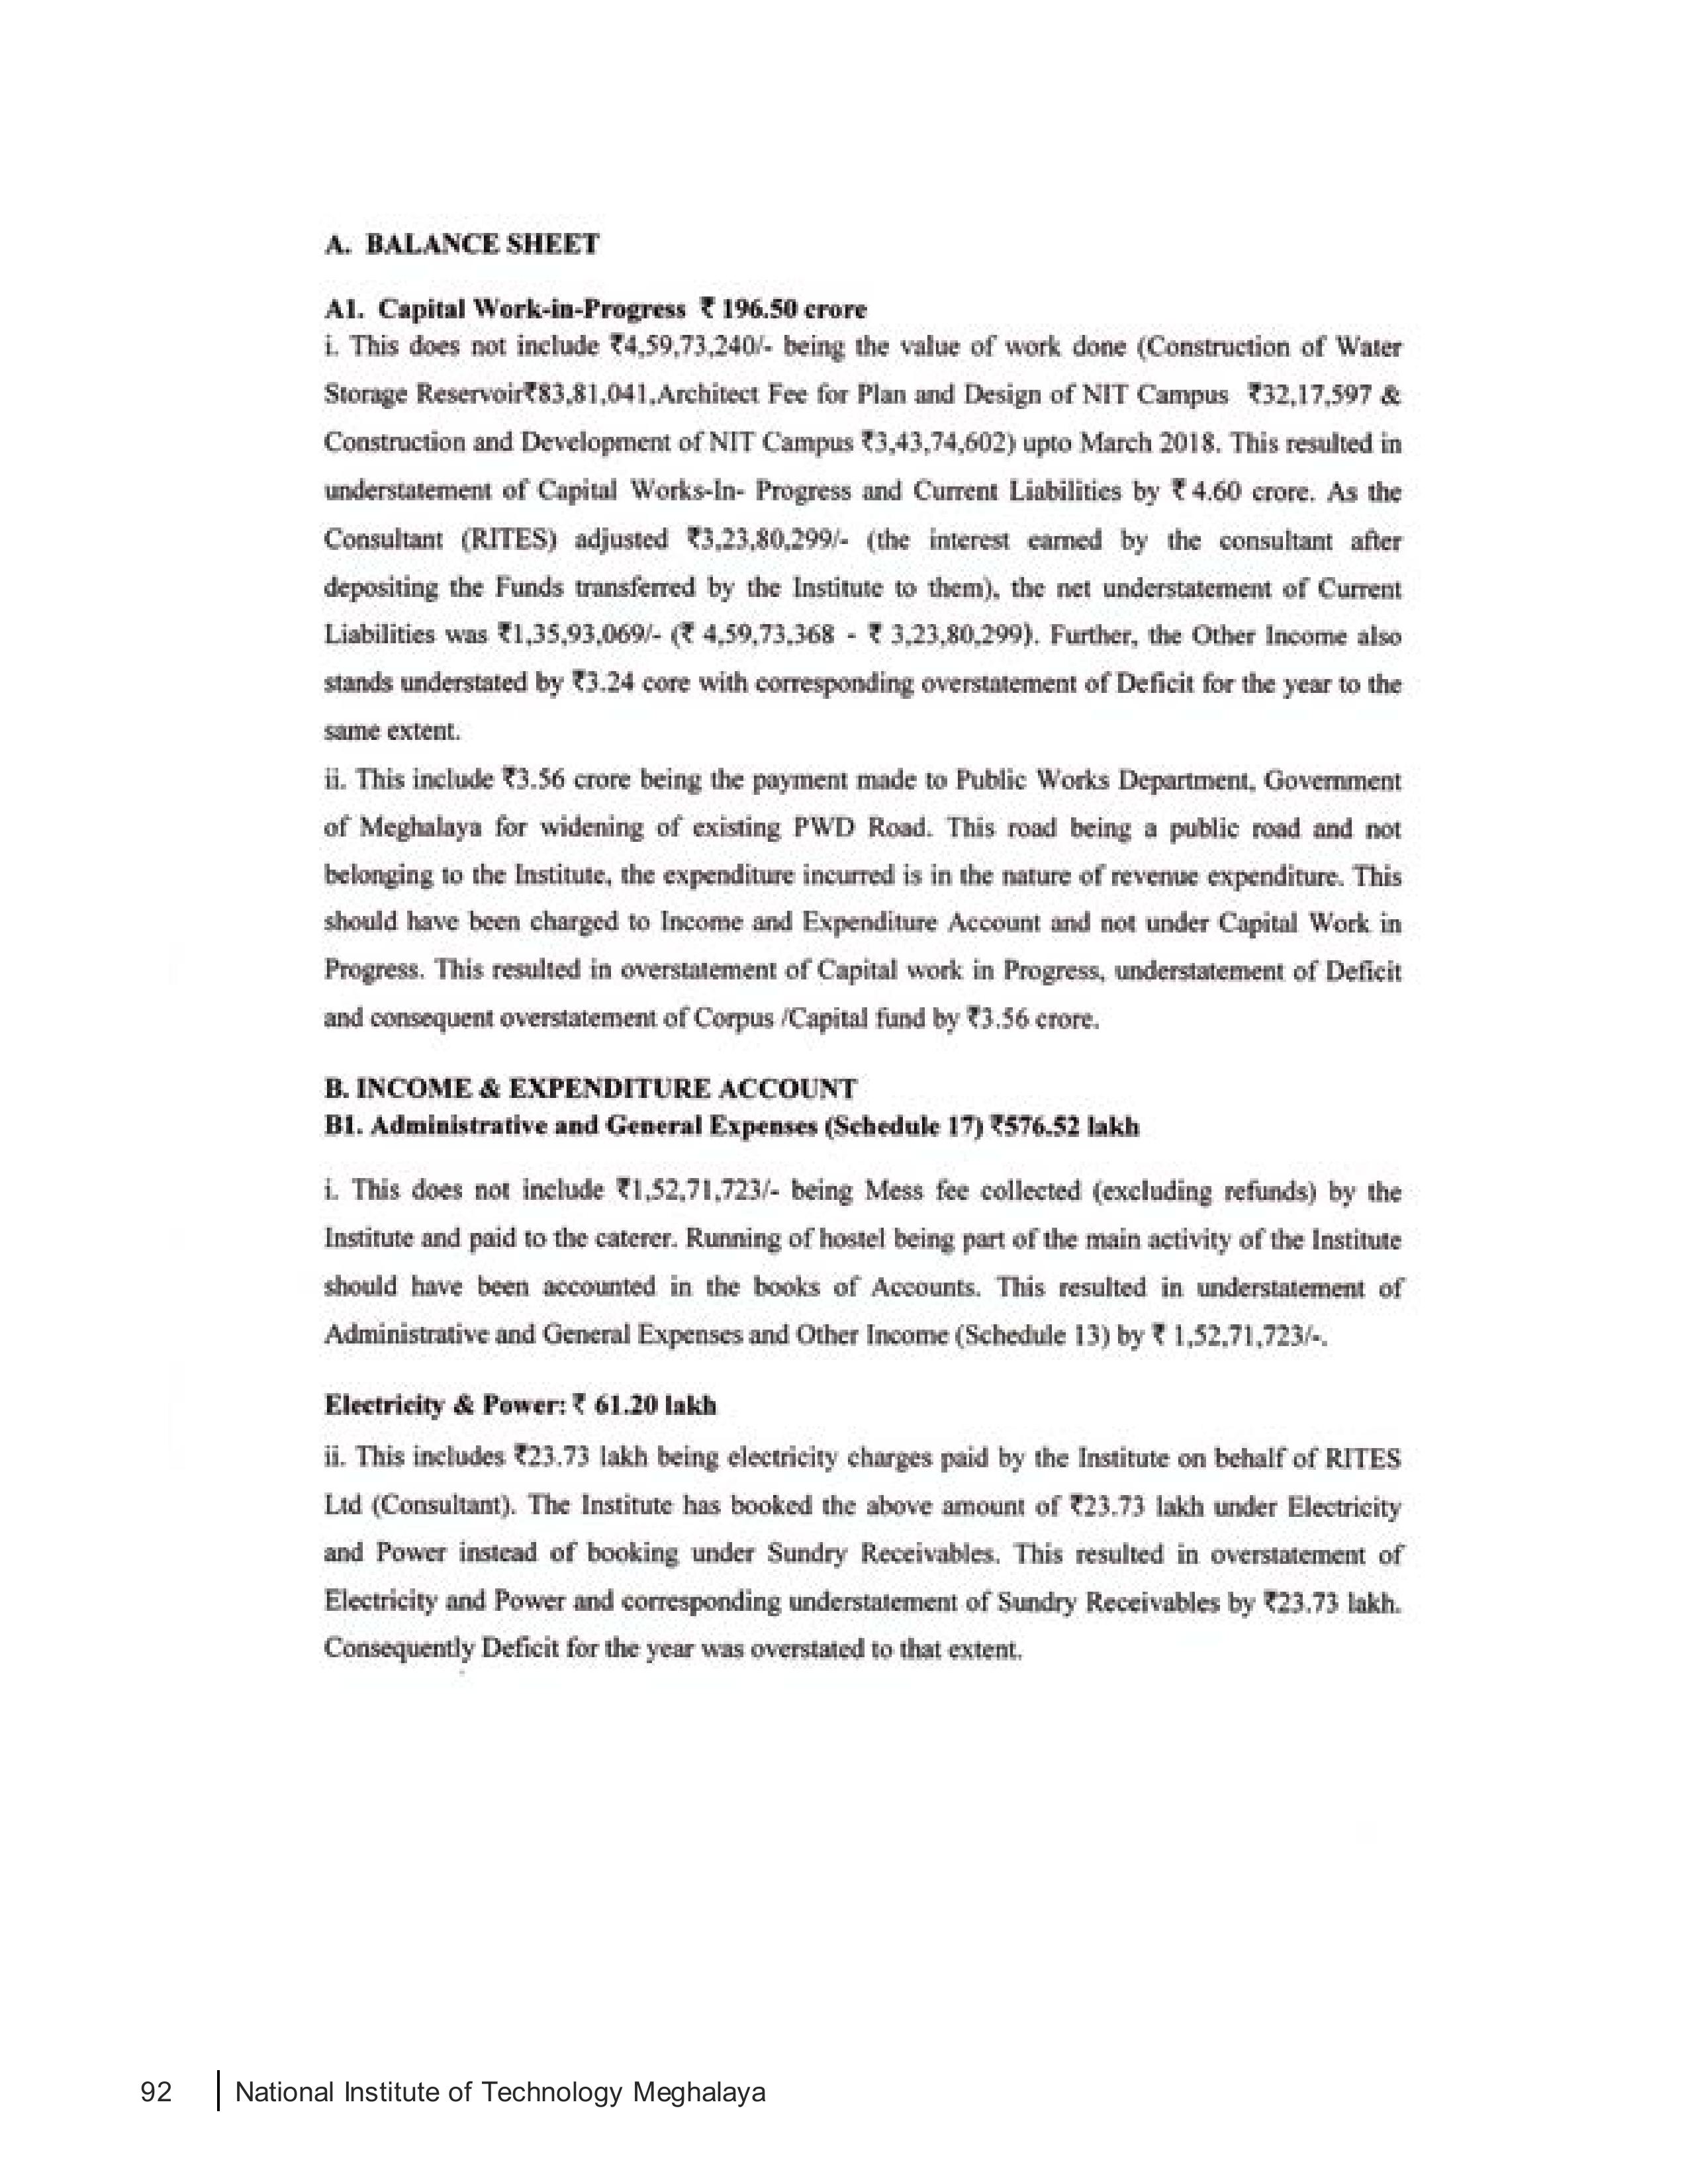 A. BALANCE SHEET
A1. Capital Work-in-Progress ₹ 196.50 crore
i. This does not include ₹4,59,73,240/- being the value of work done (Construction of Water
Storage Reservoir₹83,81,041,Architect Fee for Plan and Design of NIT Campus ₹32,17,597 &
Construction and Development of NIT Campus ₹3,43,74,602) upto March 2018. This resulted in
understatement of Capital Works-In- Progress and Current Liabilities by ₹ 4.60 crore. As the
Consultant (RITES) adjusted ₹3,23,80,299/- (the interest earned by the consultant after
depositing the Funds transferred by the Institute to them), the net understatement of Current
Liabilities was ₹1,35,93,069/- (₹ 4,59,73,368 - ₹ 3,23,80,299). Further, the Other Income also
stands understated by ₹3.24 core with corresponding overstatement of Deficit for the year to the
same extent.
ii. This include ₹3.56 crore being the payment made to Public Works Department, Government
of Meghalaya for widening of existing PWD Road. This road being a public road and not
belonging to the Institute, the expenditure incurred is in the nature of revenue expenditure. This
should have been charged to Income and Expenditure Account and not under Capital Work in
Progress. This resulted in overstatement of Capital work in Progress, understatement of Deficit
and consequent overstatement of Corpus /Capital fund by ₹3.56 crore.
B. INCOME & EXPENDITURE ACCOUNT
B1. Administrative and General Expenses (Schedule 17) ₹576.52 lakh
i. This does not include ₹1,52,71,723/- being Mess fee collected (excluding refunds) by the
Institute and paid to the caterer. Running of hostel being part of the main activity of the Institute
should have been accounted in the books of Accounts. This resulted in understatement of
Administrative and General Expenses and Other Income (Schedule 13) by ₹ 1,52,71,723/-.
Electricity & Power: ₹ 61.20 lakh
ii. This includes ₹23.73 lakh being electricity charges paid by the Institute on behalf of RITES
Ltd (Consultant). The Institute has booked the above amount of ₹23.73 lakh under Electricity
and Power instead of booking under Sundry Receivables. This resulted in overstatement of
Electricity and Power and corresponding understatement of Sundry Receivables by ₹23.73 lakh.
Consequently Deficit for the year was overstated to that extent.
92 National Institute of Technology Meghalaya